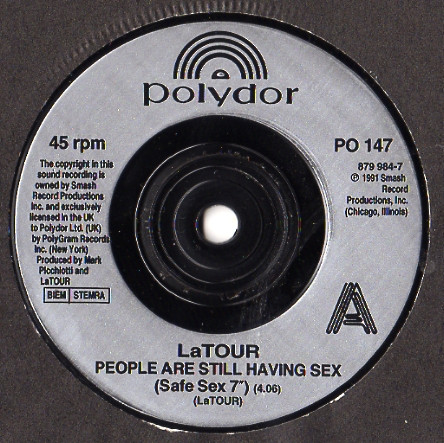 polydor
45 rpm
PO 147
The copyright in this
sound recording is
owned by Smash
Record Productions
Inc. and exclusively
licensed in the UK
to Polydor Ltd. (UK)
by PolyGram Records
Inc. (New York)
Produced by Mark
Picchiotti and
LaTOUR
BIEM STEMRA
879 984-7
℗ 1991 Smash
Record
Productions, Inc.
(Chicago, Illinois)
A
LaTOUR
PEOPLE ARE STILL HAVING SEX
(Safe Sex 7″) (4.06)
(LaTOUR)